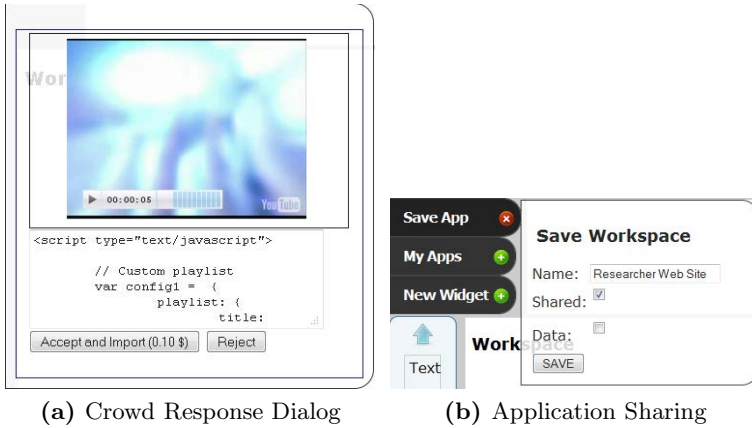 Wor
00:00:05
YouTube
<script type="text/javascript">
// Custom playlist
var config1 = {
playlist: {
title:
Accept and Import (0.10 $) Reject
(a) Crowd Response Dialog
Save App
My Apps
New Widget
Text
Workspace
Save Workspace
Name: Researcher Web Site
Shared:
Data:
SAVE
(b) Application Sharing